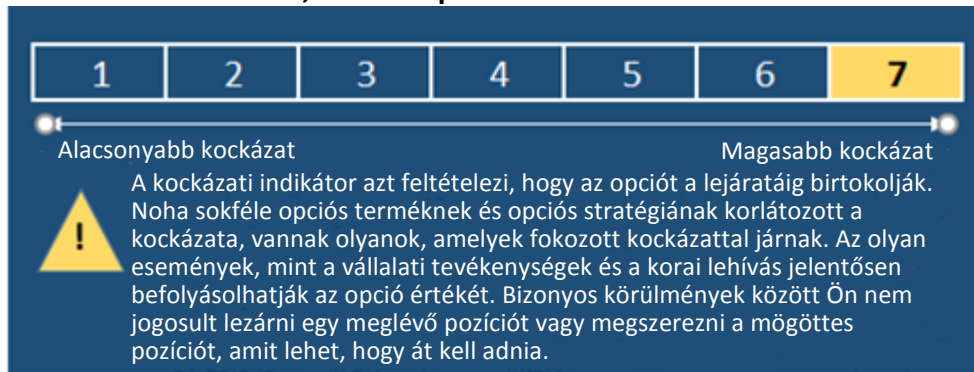 1 2 3 4 5 6 7
Alacsonyabb kockázat Magasabb kockázat
A kockázati indikátor azt feltételezi, hogy az opciót a lejáratáig birtokolják.
Noha sokféle opciós terméknek és opciós stratégiának korlátozott a
! kockázata, vannak olyanok, amelyek fokozott kockázattal járnak. Az olyan
események, mint a vállalati tevékenységek és a korai lehívás jelentősen
befolyásolhatják az opció értékét. Bizonyos körülmények között Ön nem
jogosult lezárni egy meglévő pozíciót vagy megszerezni a mögöttes
pozíciót, amit lehet, hogy át kell adnia.